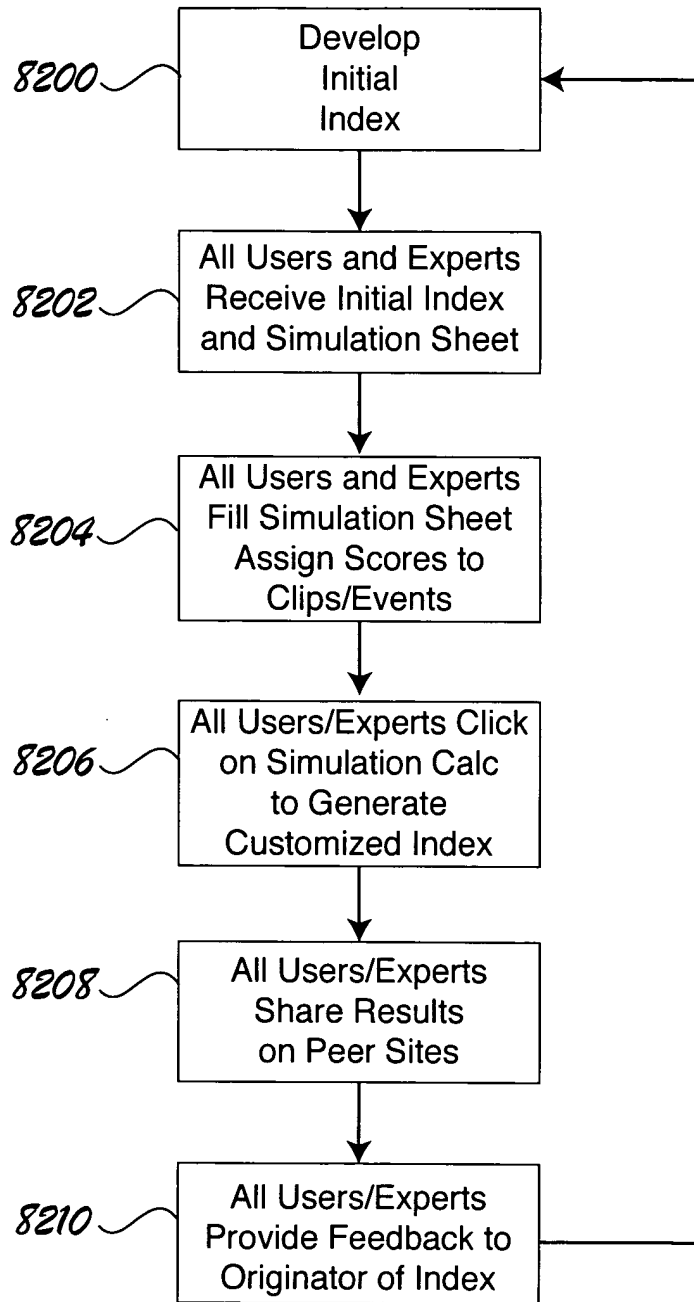 Develop
Initial
Index
8200
All Users and Experts
Receive Initial Index
and Simulation Sheet
8202
All Users and Experts
Fill Simulation Sheet
Assign Scores to
Clips/Events
8204
All Users/Experts Click
on Simulation Calc
to Generate
Customized Index
8206
All Users/Experts
Share Results
on Peer Sites
8208
All Users/Experts
Provide Feedback to
Originator of Index
8210